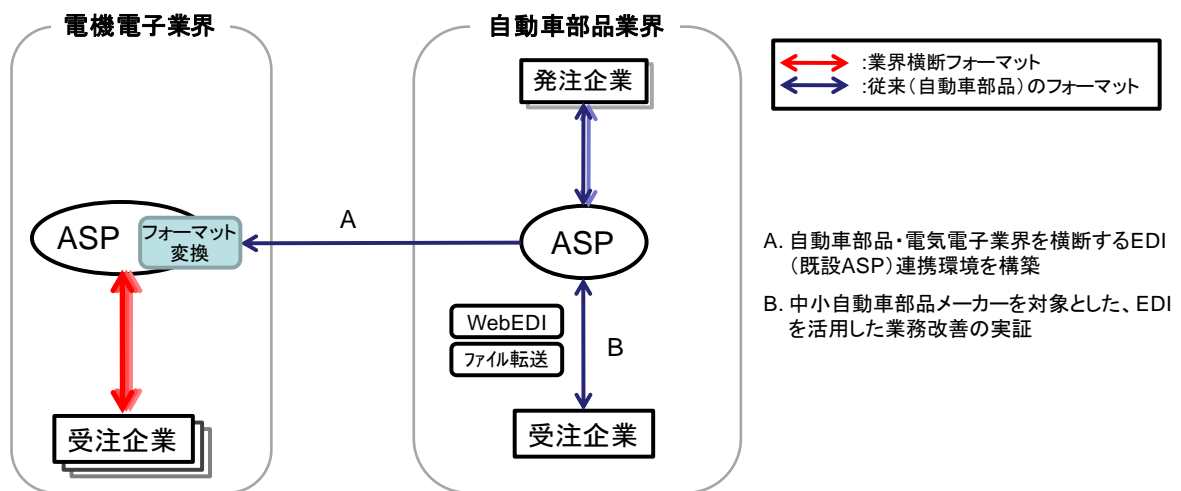 電機電子業界
自動車部品業界
:業界横断フォーマット
:従来(自動車部品)のフォーマット
発注企業
ASP
フォーマット
変換
A
ASP
A. 自動車部品・電気電子業界を横断するEDI
(既設ASP)連携環境を構築
B. 中小自動車部品メーカーを対象とした、EDI
を活用した業務改善の実証
WebEDI
ファイル転送
B
受注企業
受注企業